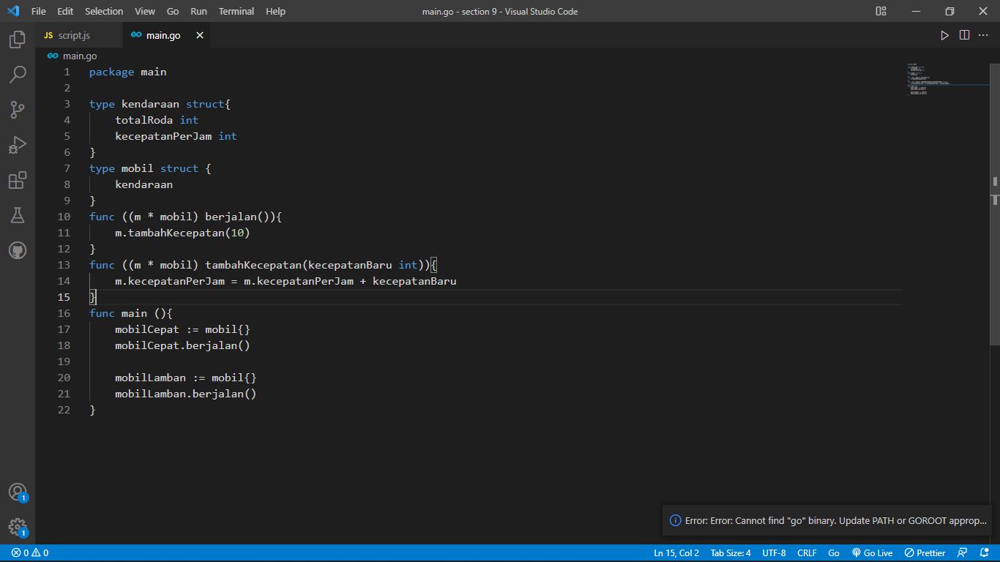 File Edit Selection View Go Run Terminal Help main.go - section 9 - Visual Studio Code
JS script.js GO main.go
GO main.go
1 package main
2
3 type kendaraan struct{
4 totalRoda int
5 kecepatanPerJam int
6 }
7 type mobil struct {
8 kendaraan
9 }
10 func ((m * mobil) berjalan()){
11 m.tambahKecepatan(10)
12 }
13 func ((m * mobil) tambahKecepatan(kecepatanBaru int)){
14 m.kecepatanPerJam = m.kecepatanPerJam + kecepatanBaru
15 }
16 func main (){
17 mobilCepat := mobil{}
18 mobilCepat.berjalan()
19
20 mobilLamban := mobil{}
21 mobilLamban.berjalan()
22 }
1
1
Error: Error: Cannot find "go" binary. Update PATH or GOROOT approp...
0 0 Ln 15, Col 2 Tab Size: 4 UTF-8 CRLF Go Go Live Prettier